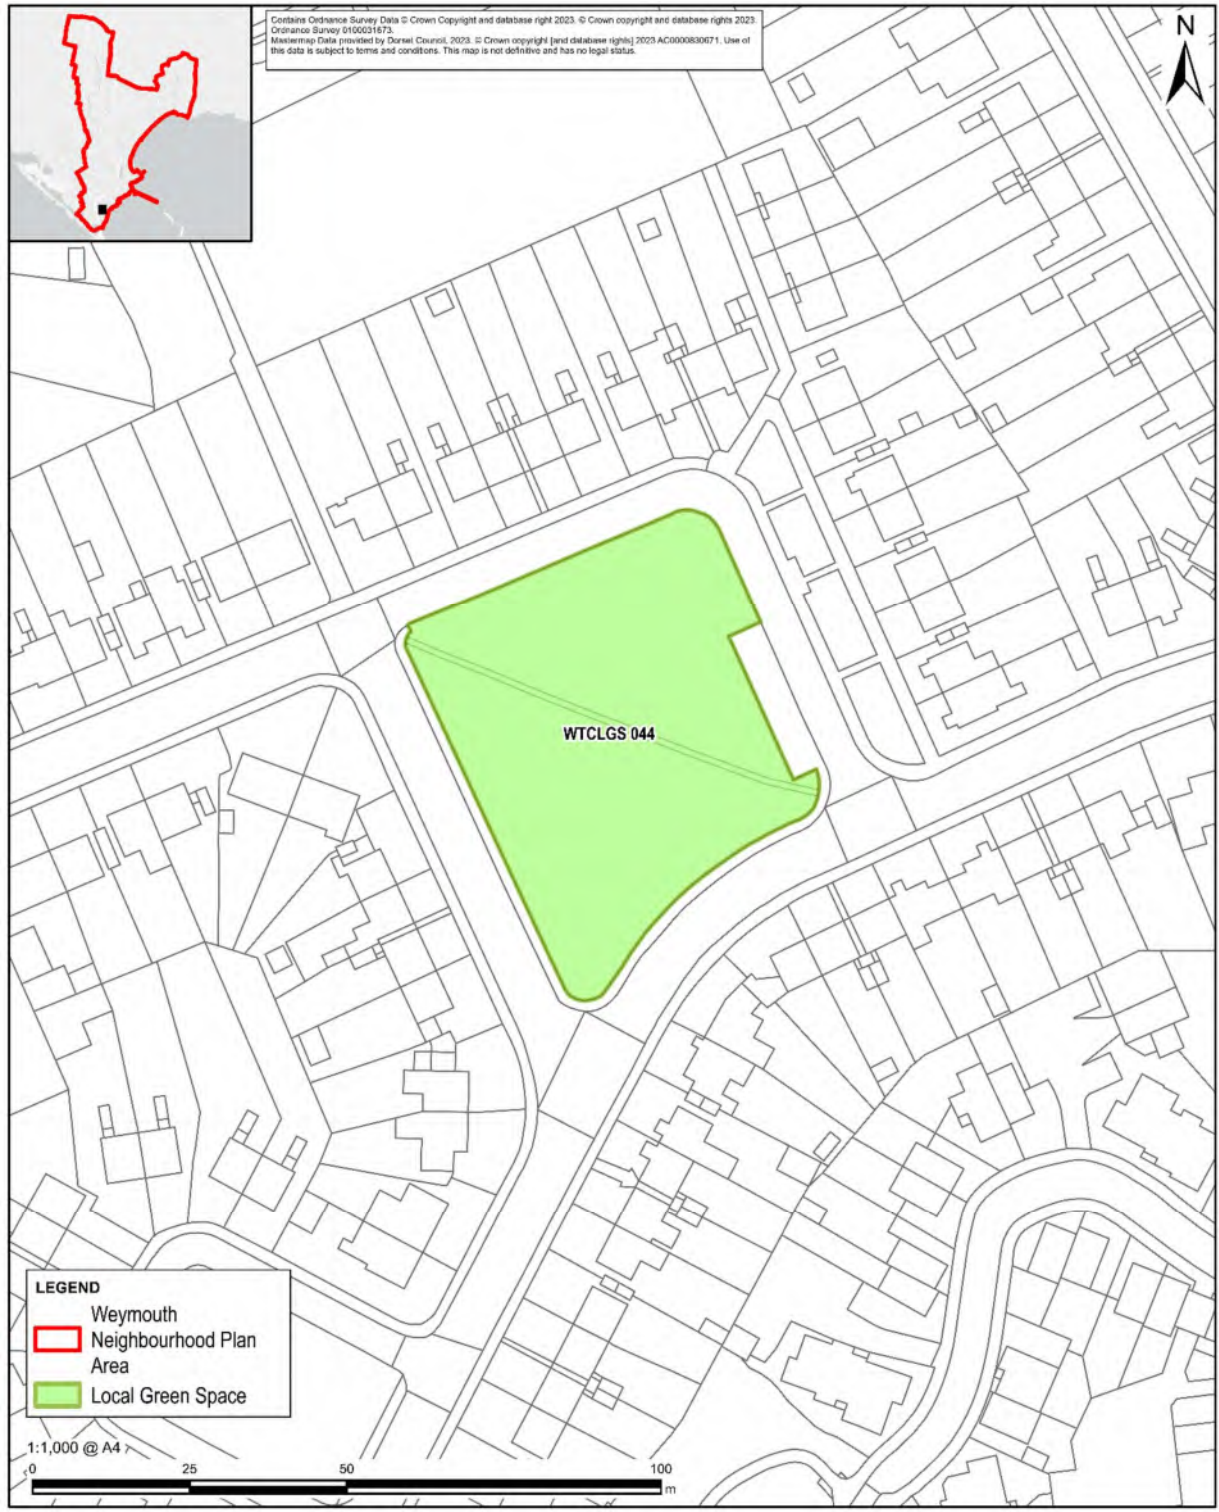 Contains Ordnance Survey Data © Crown Copyright and database right 2023. © Crown copyright and database rights 2023.
Ordnance Survey 0100031673.
Mastermap Data provided by Dorset Council, 2023. © Crown copyright [and database rights] 2023 AC0000830671. Use of
this data is subject to terms and conditions. This map is not definitive and has no legal status.
N
WTCLGS 044
LEGEND
Weymouth
Neighbourhood Plan
Area
Local Green Space
1:1,000 @ A4
0 25 50 100
m